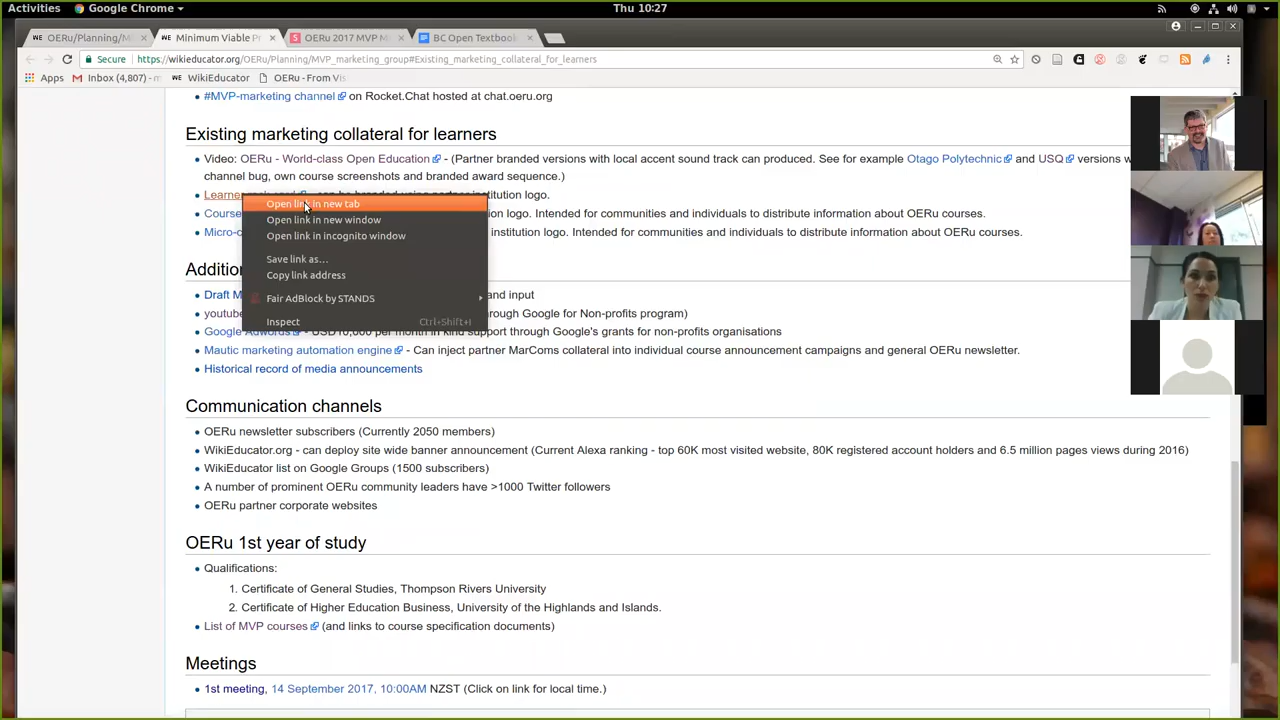 Activities Google Chrome Thu 10:27
OERu/Planning/M WE Minimum Viable P OERu 2017 MVP M BC Open Textbook
Secure https://wikieducator.org/OERu/Planning/MVP_marketing_group#Existing_marketing_collateral_for_learners
Apps Inbox (4,807) - m WE WikiEducator OERu - From Vis
#MVP-marketing channel on Rocket.Chat hosted at chat.oeru.org
Existing marketing collateral for learners
Video: OERu - World-class Open Education - (Partner branded versions with local accent sound track can produced. See for example Otago Polytechnic and USQ versions w
channel bug, own course screenshots and branded award sequence.)
Learner institution logo.
Course ion logo. Intended for communities and individuals to distribute information about OERu courses.
Micro-c institution logo. Intended for communities and individuals to distribute information about OERu courses.
Open link in new tab
Open link in new window
Open link in incognito window
Save link as...
Copy link address
Fair AdBlock by STANDS
Inspect Ctrl+Shift+I
Addition
Draft M and input
youtube hrough Google for Non-profits program)
Google Adwords - USD10,000 per month in kind support through Google's grants for non-profits organisations
Mautic marketing automation engine - Can inject partner MarComs collateral into individual course announcement campaigns and general OERu newsletter.
Historical record of media announcements
Communication channels
OERu newsletter subscribers (Currently 2050 members)
WikiEducator.org - can deploy site wide banner announcement (Current Alexa ranking - top 60K most visited website, 80K registered account holders and 6.5 million pages views during 2016)
WikiEducator list on Google Groups (1500 subscribers)
A number of prominent OERu community leaders have >1000 Twitter followers
OERu partner corporate websites
OERu 1st year of study
Qualifications:
1. Certificate of General Studies, Thompson Rivers University
2. Certificate of Higher Education Business, University of the Highlands and Islands.
List of MVP courses (and links to course specification documents)
Meetings
1st meeting, 14 September 2017, 10:00AM NZST (Click on link for local time.)